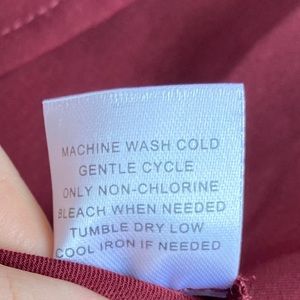 MACHINE WASH COLD
GENTLE CYCLE
ONLY NON-CHLORINE
BLEACH WHEN NEEDED
TUMBLE DRY LOW
COOL IRON IF NEEDED